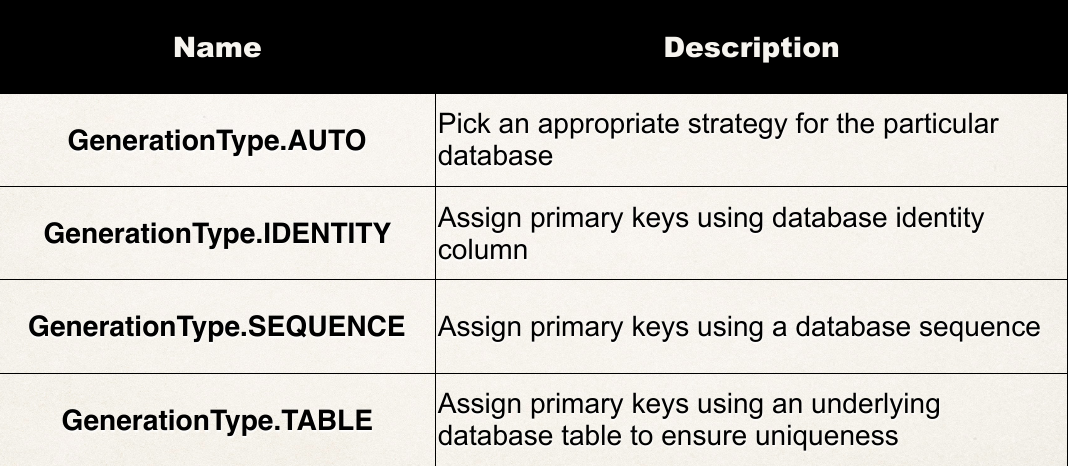 Name Description
GenerationType.AUTO
Pick an appropriate strategy for the particular
database
GenerationType.IDENTITY
Assign primary keys using database identity
column
GenerationType.SEQUENCE
Assign primary keys using a database sequence
GenerationType.TABLE
Assign primary keys using an underlying
database table to ensure uniqueness